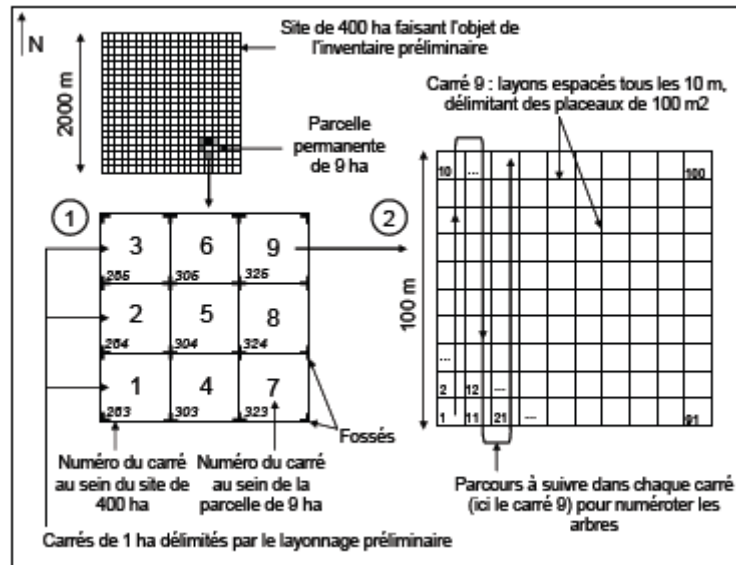 N
Site de 400 ha faisant l'objet de
l'inventaire préliminaire
2000 m
Parcelle
permanente
de 9 ha
Carré 9 : layons espacés tous les 10 m,
délimitant des placeaux de 100 m2
1
2
3
6
9
265
305
325
2
5
8
264
304
324
1
4
7
263
303
323
Fossés
Numéro du carré
au sein du site de
400 ha
Numéro du carré
au sein de la
parcelle de 9 ha
Carrés de 1 ha délimités par le layonnage préliminaire
100 m
10
...
100
...
2
12
...
1
11
21
...
91
Parcours à suivre dans chaque carré
(ici le carré 9) pour numéroter les
arbres